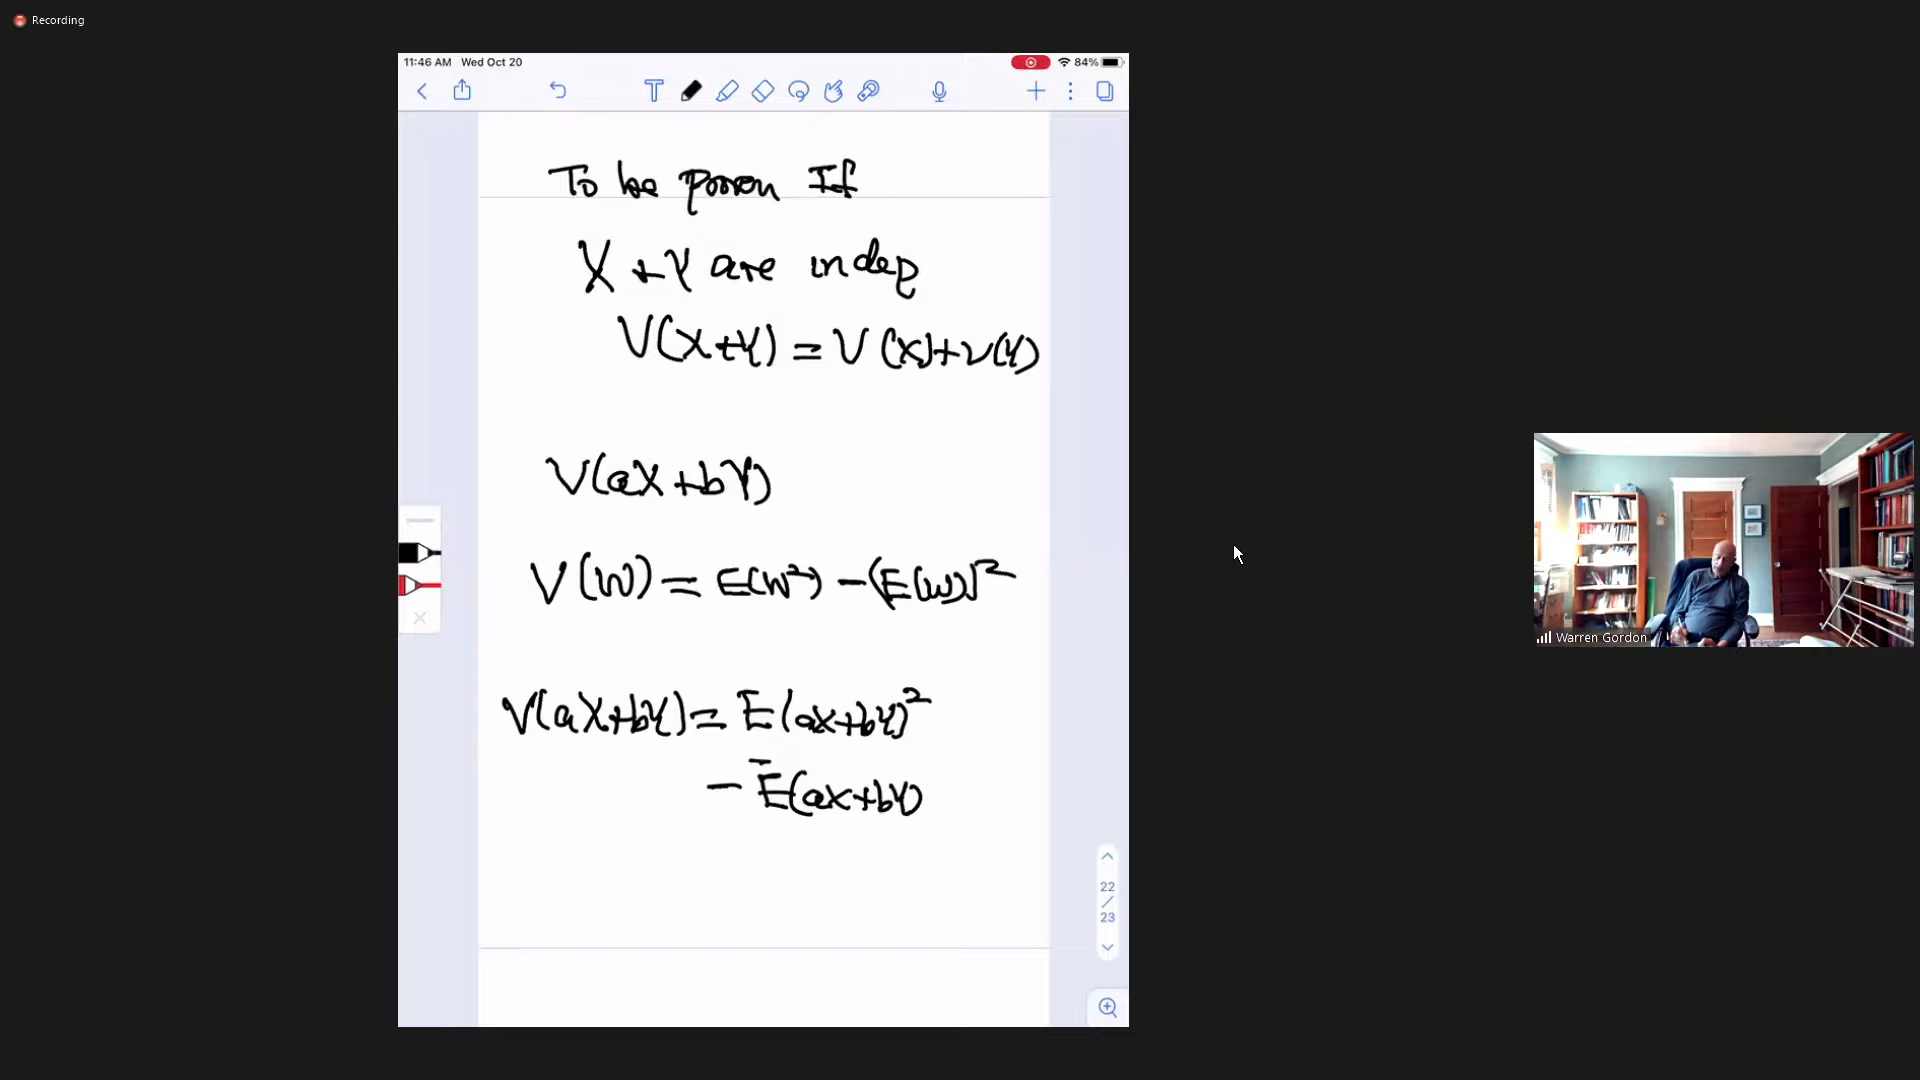 Recording
11:46 AM Wed Oct 20
84%
T
To be proven If
X + Y are indep
V(X+Y) = V(X)+V(Y)
V(aX+bY)
V(W) = E(W²) - (E(W))²
V(aX+bY) = E(aX+bY)²
- E(aX+bY)
22
/
23
Warren Gordon